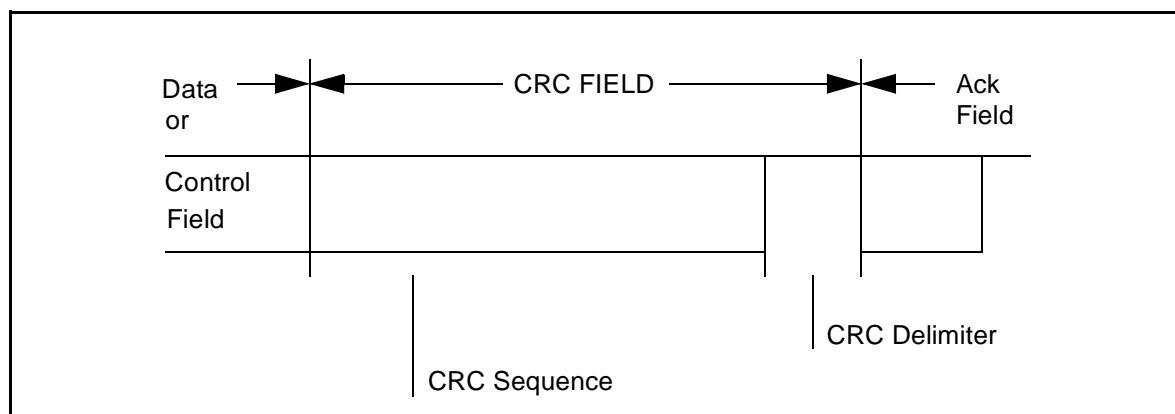 Data
or
CRC FIELD
Ack
Field
Control
Field
CRC Delimiter
CRC Sequence